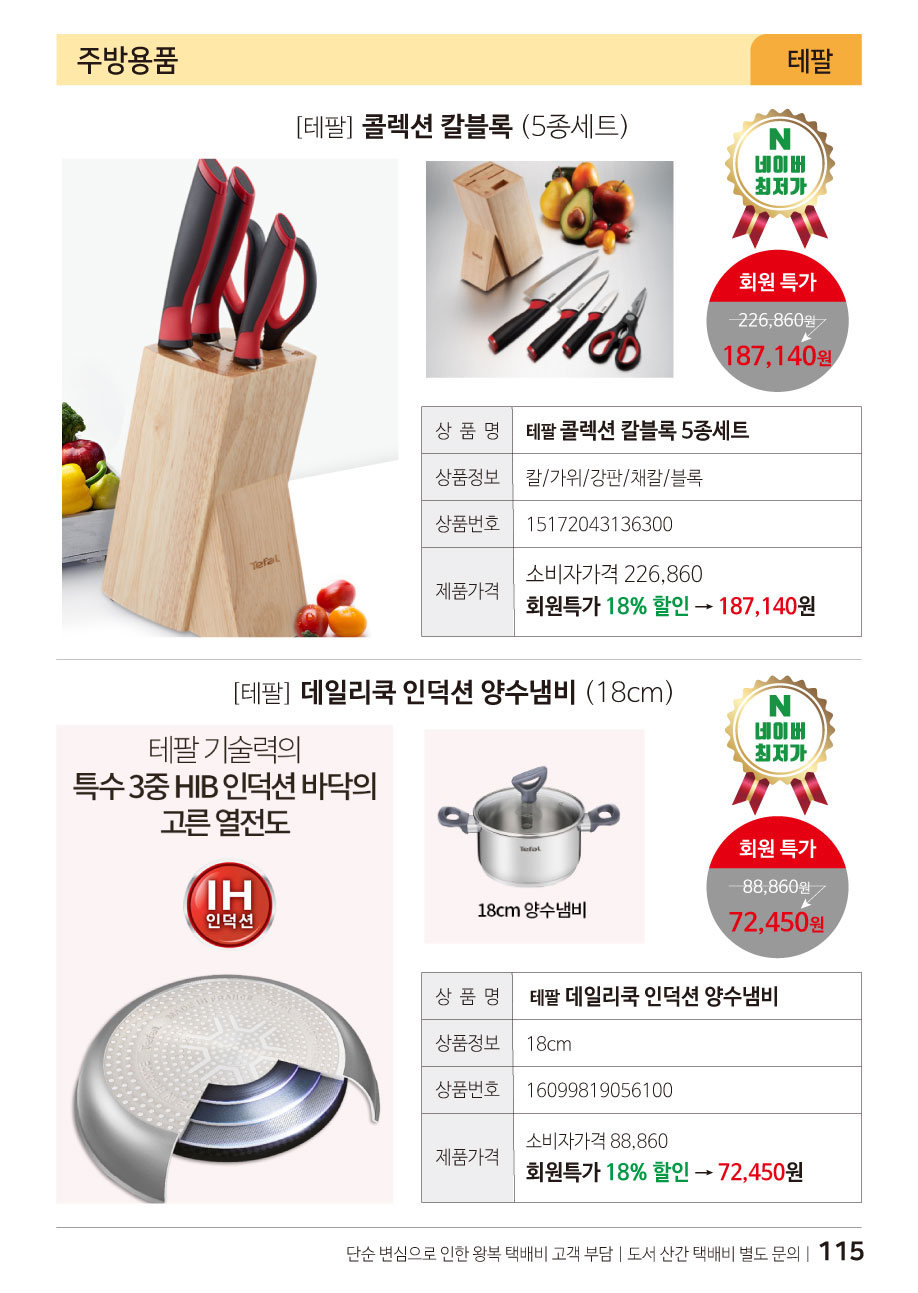 주방용품
테팔
[테팔] 콜렉션 칼블록 (5종세트)
N
네이버
최저가
회원 특가
226,860원
187,140원
Tefal
상 품 명
테팔 콜렉션 칼블록 5종세트
상품정보
칼/가위/강판/채칼/블록
상품번호
15172043136300
제품가격
소비자가격 226,860
회원특가 18% 할인 → 187,140원
[테팔] 데일리쿡 인덕션 양수냄비 (18cm)
N
네이버
최저가
테팔 기술력의
특수 3중 HIB 인덕션 바닥의
고른 열전도
IH
인덕션
Tefal
18cm 양수냄비
회원 특가
88,860원
72,450원
상 품 명
테팔 데일리쿡 인덕션 양수냄비
상품정보
18cm
상품번호
16099819056100
제품가격
소비자가격 88,860
회원특가 18% 할인 → 72,450원
단순 변심으로 인한 왕복 택배비 고객 부담 | 도서 산간 택배비 별도 문의 | 115